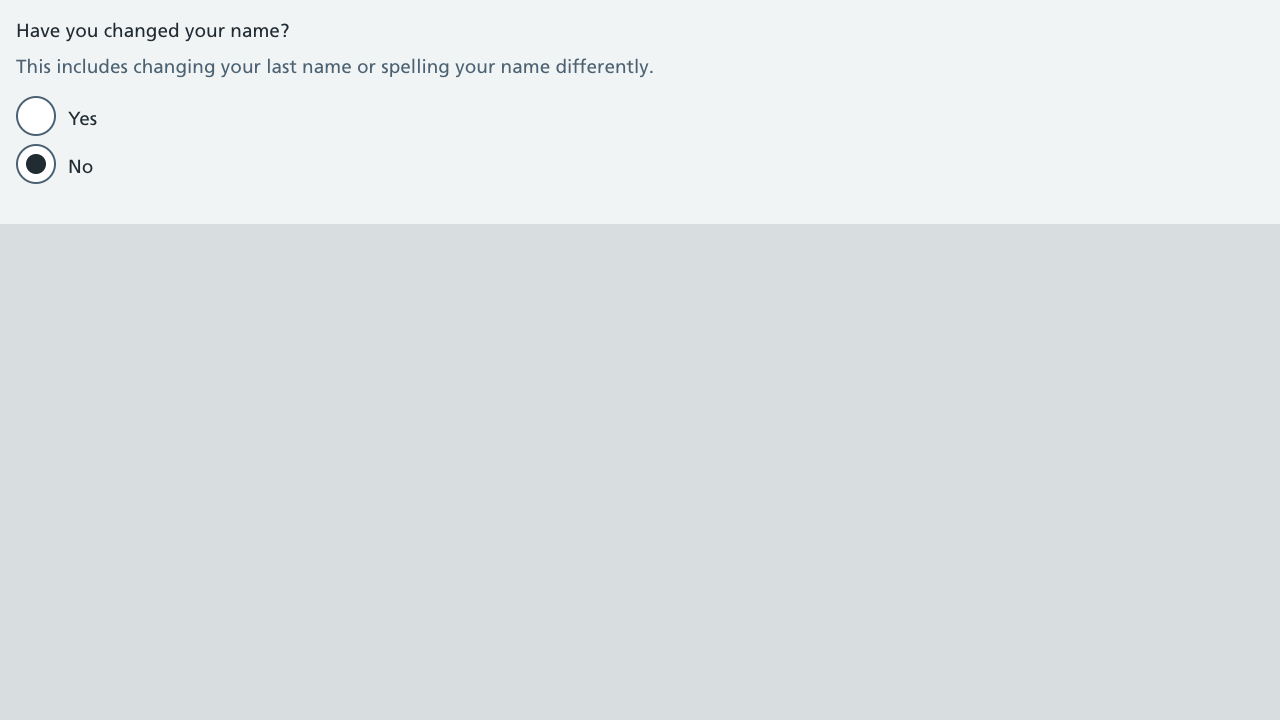 Have you changed your name?
This includes changing your last name or spelling your name differently.
Yes
No